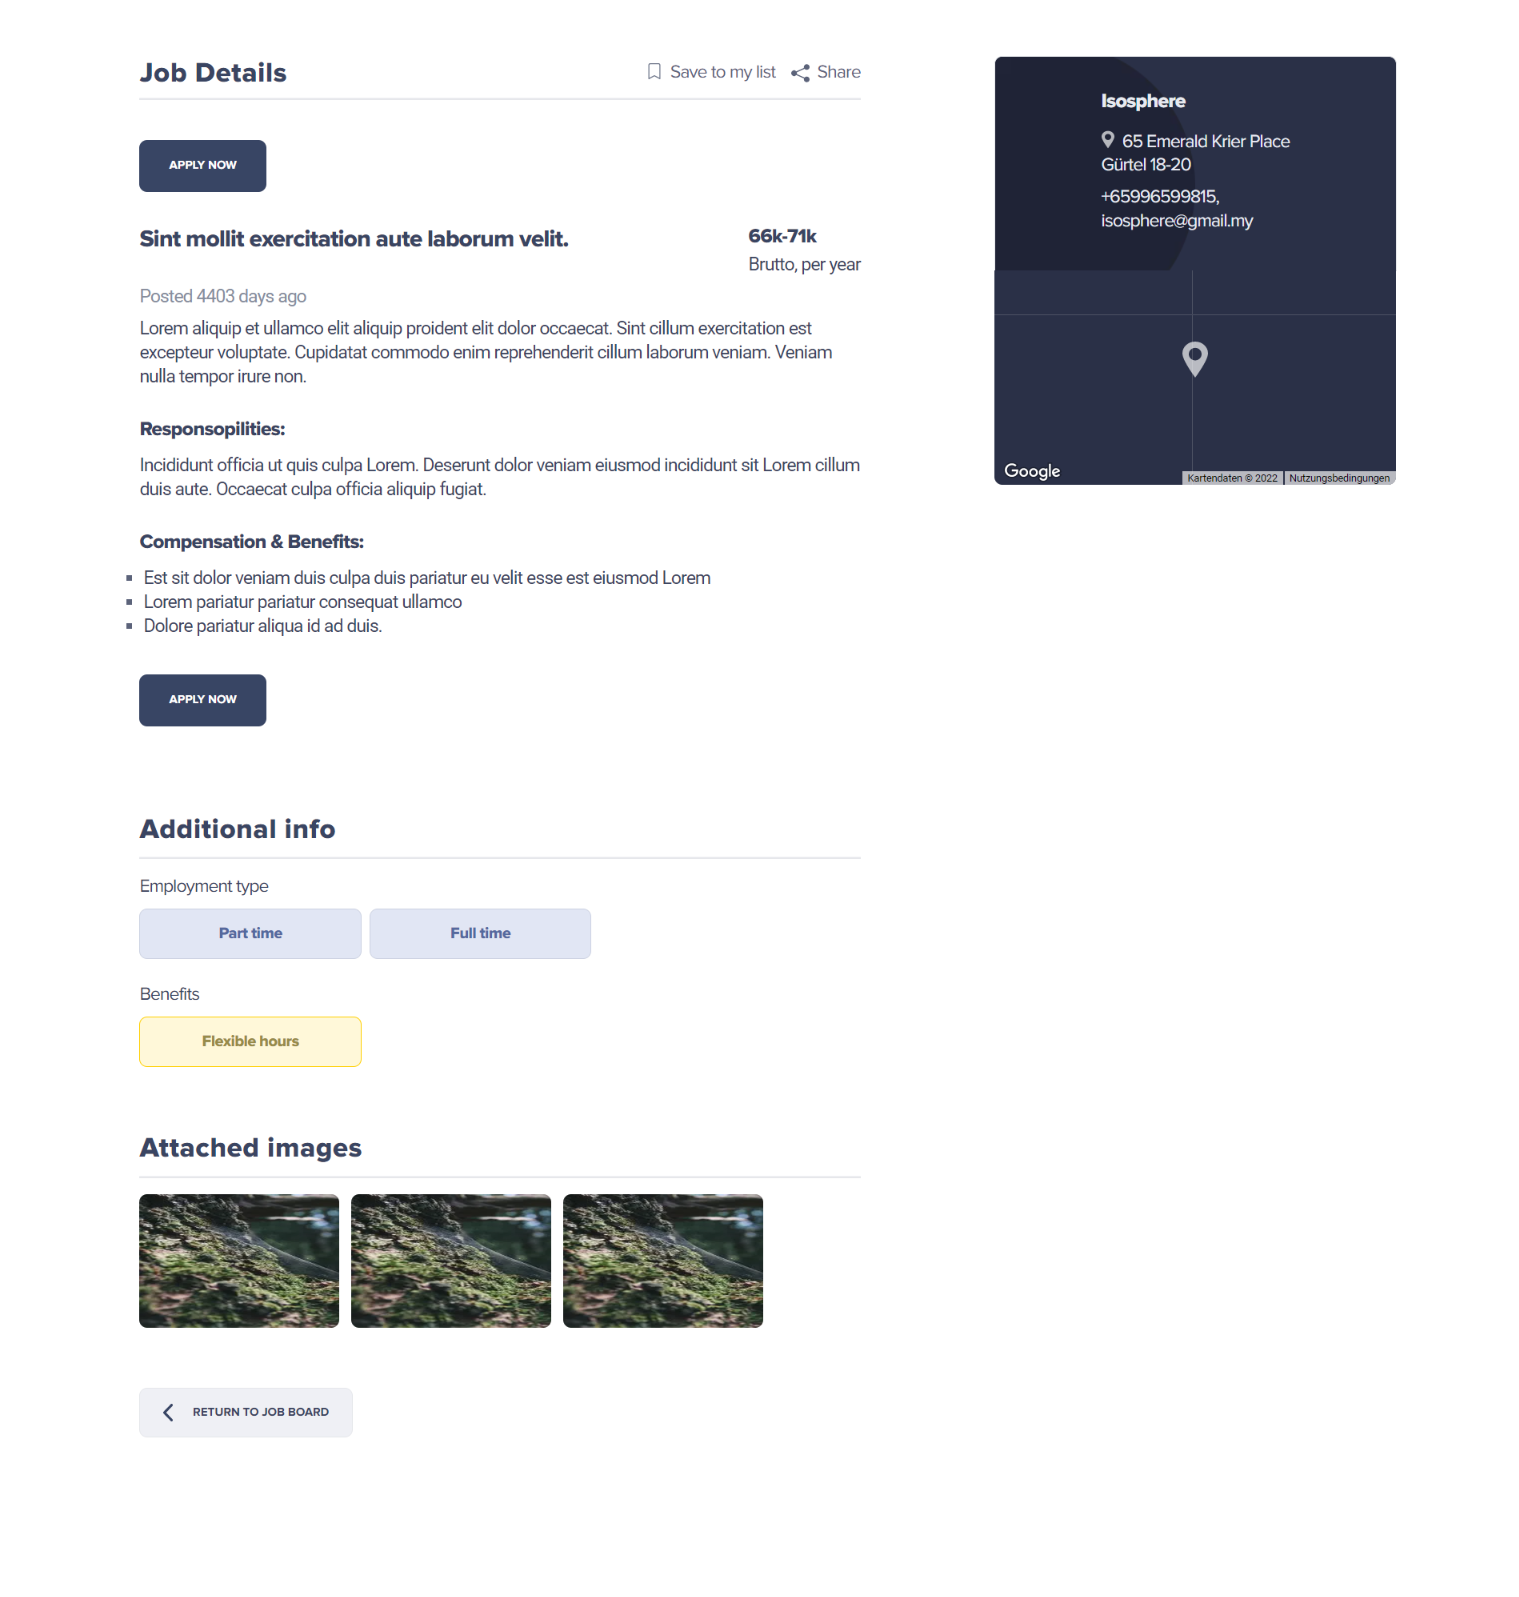 Job Details
Save to my list
Share
APPLY NOW
Sint mollit exercitation aute laborum velit.
66k-71k
Brutto, per year
Posted 4403 days ago
Lorem aliquip et ullamco elit aliquip proident elit dolor occaecat. Sint cillum exercitation est
excepteur voluptate. Cupidatat commodo enim reprehenderit cillum laborum veniam. Veniam
nulla tempor irure non.
Responsopilities:
Incididunt officia ut quis culpa Lorem. Deserunt dolor veniam eiusmod incididunt sit Lorem cillum
duis aute. Occaecat culpa officia aliquip fugiat.
Compensation & Benefits:
Est sit dolor veniam duis culpa duis pariatur eu velit esse est eiusmod Lorem
Lorem pariatur pariatur consequat ullamco
Dolore pariatur aliqua id ad duis.
APPLY NOW
Additional info
Employment type
Part time
Full time
Benefits
Flexible hours
Attached images
RETURN TO JOB BOARD
Isosphere
65 Emerald Krier Place
Gürtel 18-20
+65996599815,
isosphere@gmail.my
Google
Kartendaten © 2022
Nutzungsbedingungen